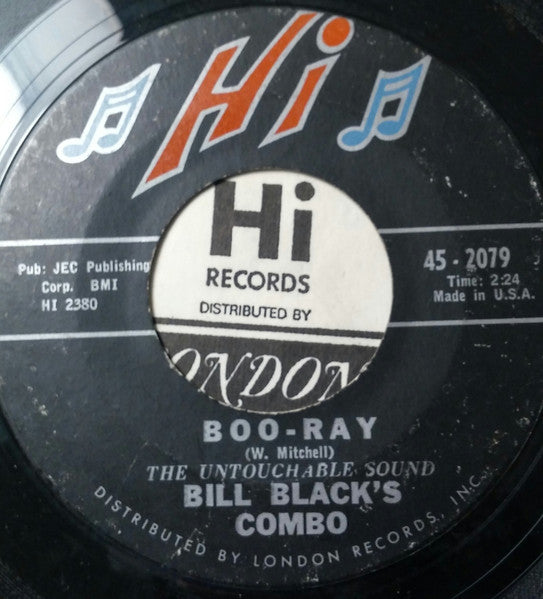 Hi
Hi
RECORDS
DISTRIBUTED BY
LONDON
Pub: JEC Publishing
Corp. BMI
HI 2380
45 - 2079
Time: 2:24
Made in U.S.A.
BOO-RAY
(W. Mitchell)
THE UNTOUCHABLE SOUND
BILL BLACK'S
COMBO
DISTRIBUTED BY LONDON RECORDS, INC.